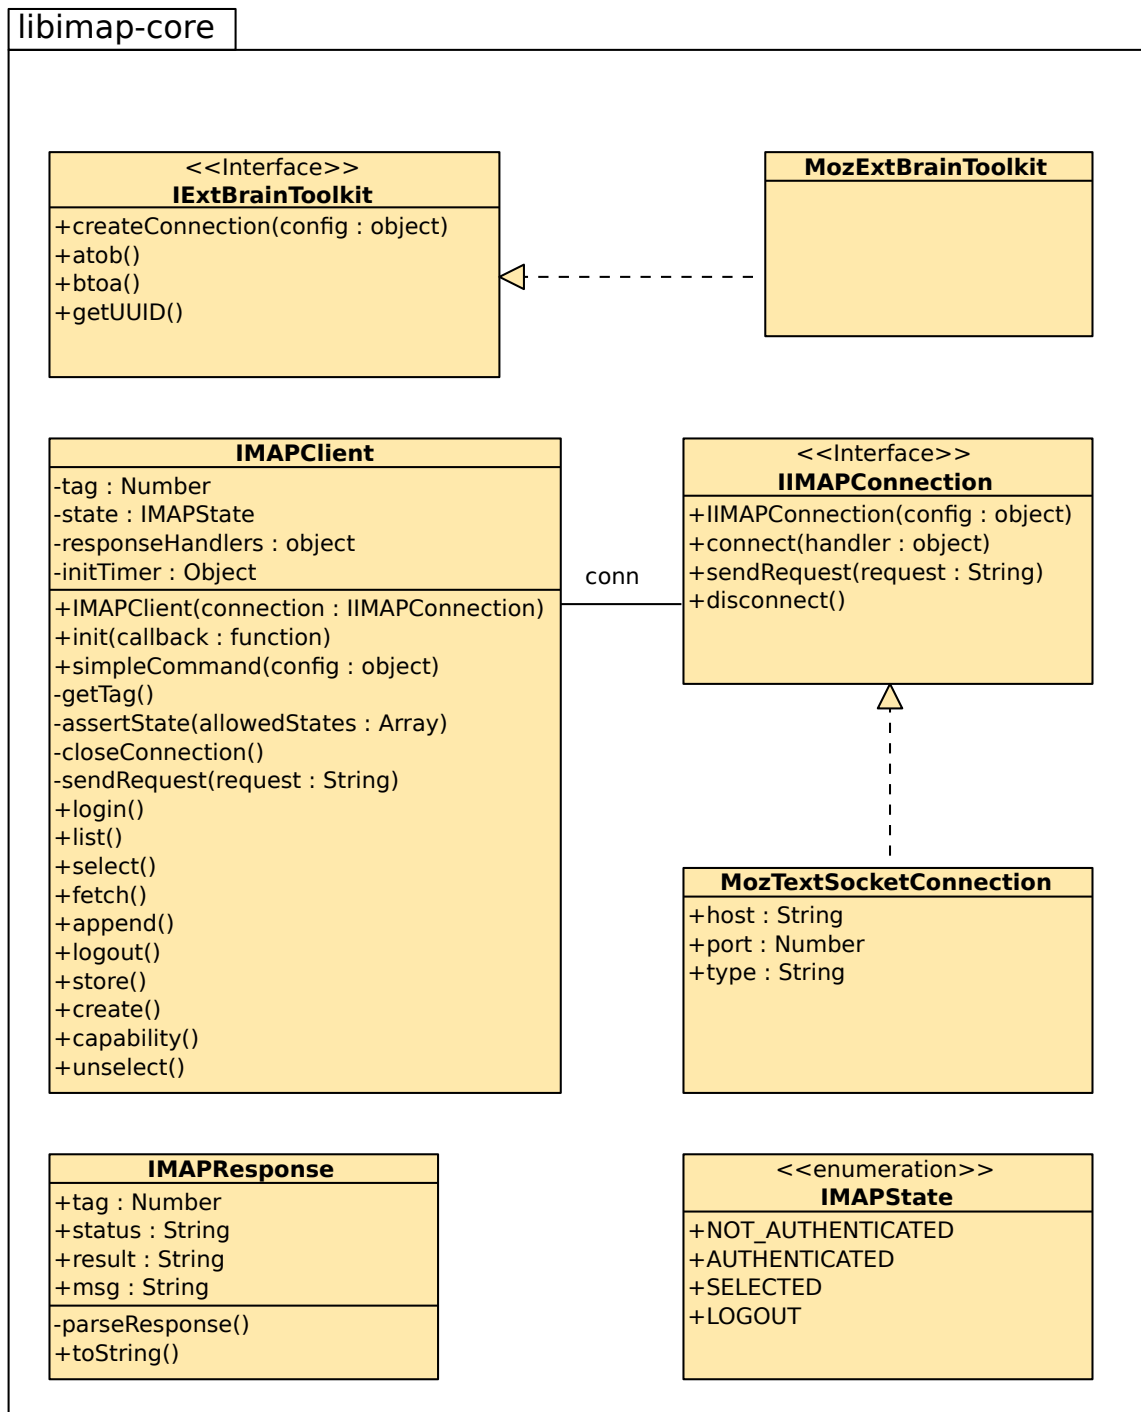 libimap-core
<<Interface>>
IExtBrainToolkit
+createConnection(config : object)
+atob()
+btoa()
+getUUID()
MozExtBrainToolkit
IMAPClient
-tag : Number
-state : IMAPState
-responseHandlers : object
-initTimer : Object
+IMAPClient(connection : IIMAPConnection)
+init(callback : function)
+simpleCommand(config : object)
-getTag()
-assertState(allowedStates : Array)
-closeConnection()
-sendRequest(request : String)
+login()
+list()
+select()
+fetch()
+append()
+logout()
+store()
+create()
+capability()
+unselect()
conn
<<Interface>>
IIMAPConnection
+IIMAPConnection(config : object)
+connect(handler : object)
+sendRequest(request : String)
+disconnect()
MozTextSocketConnection
+host : String
+port : Number
+type : String
IMAPResponse
+tag : Number
+status : String
+result : String
+msg : String
-parseResponse()
+toString()
<<enumeration>>
IMAPState
+NOT_AUTHENTICATED
+AUTHENTICATED
+SELECTED
+LOGOUT